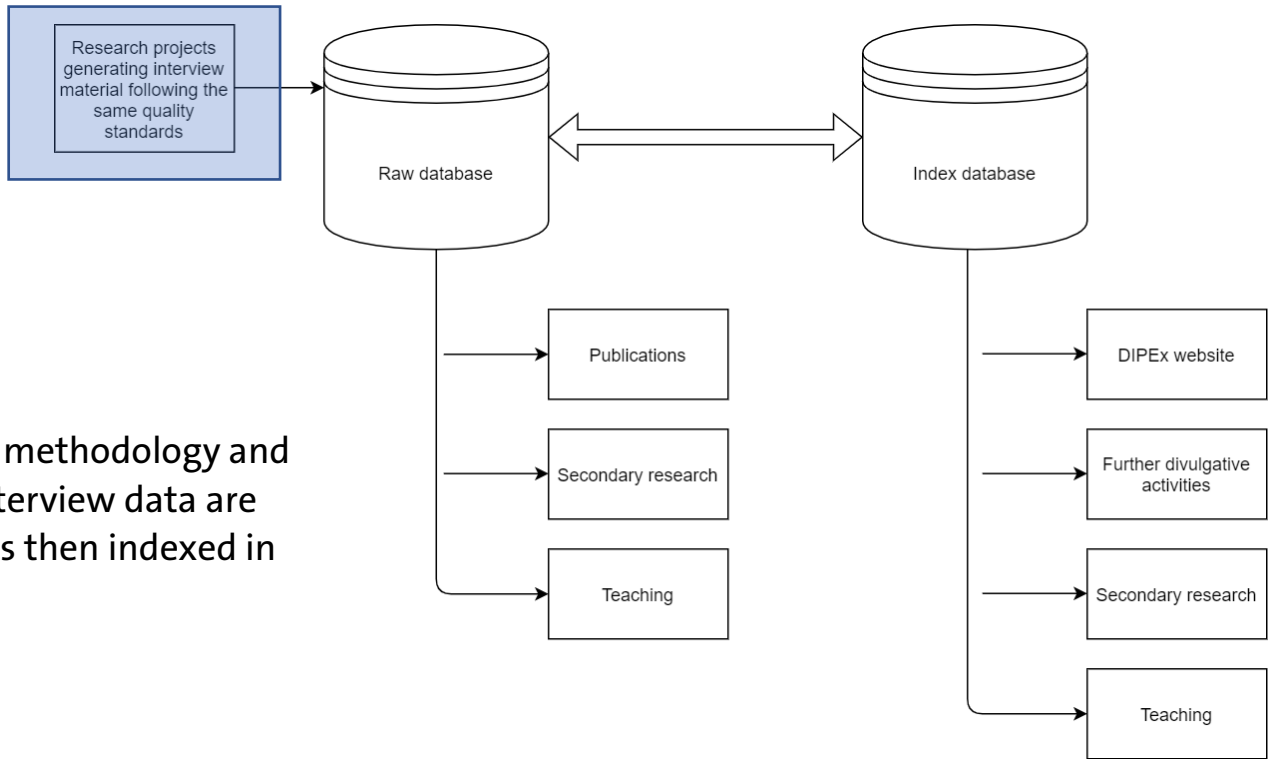 Research projects
generating interview
material following the
same quality
standards
Raw database
Index database
Publications
Secondary research
Teaching
methodology and
terview data are
s then indexed in
DIPEx website
Further divulgative
activities
Secondary research
Teaching